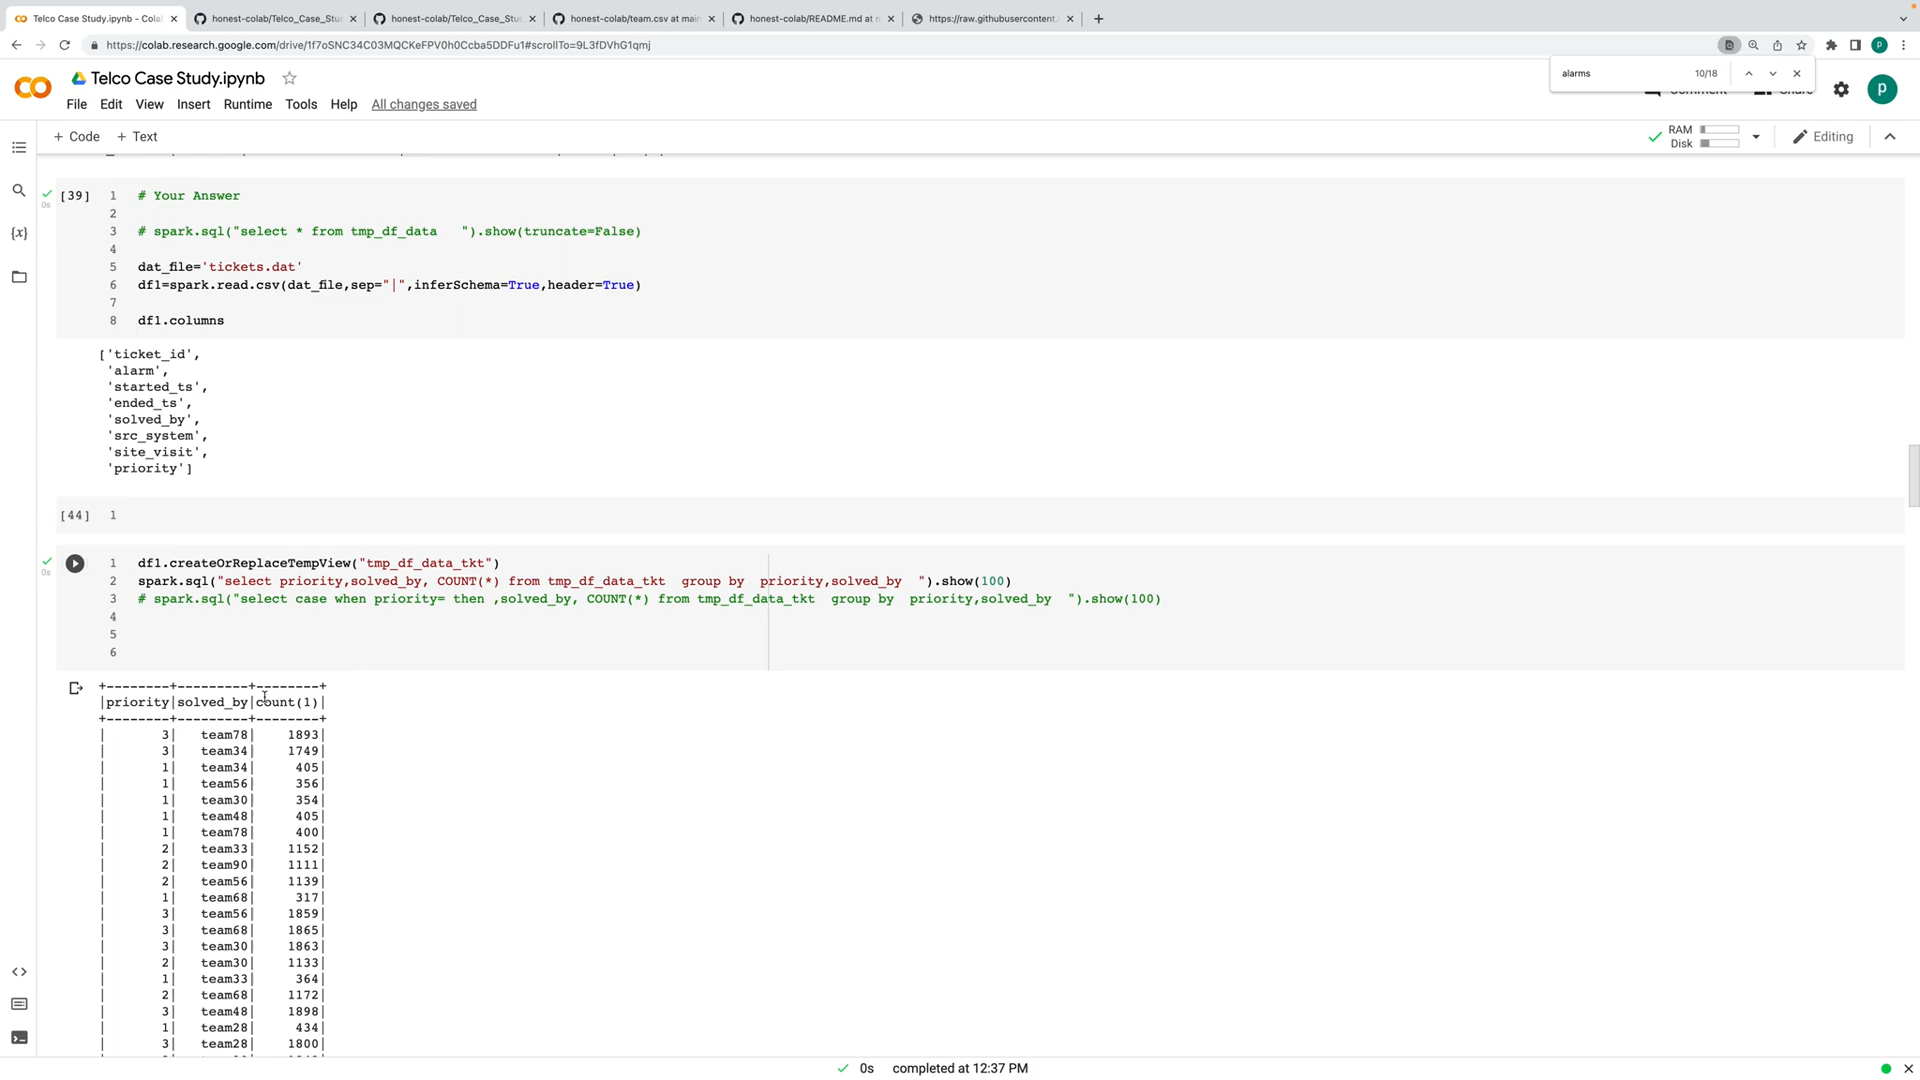 Telco Case Study.ipynb - Colab
honest-colab/Telco_Case_Stu
honest-colab/Telco_Case_Stu
honest-colab/team.csv at main
honest-colab/README.md at m
https://raw.githubusercontent.
https://colab.research.google.com/drive/1f7oSNC34C03MQCKeFPV0h0Ccba5DDFu1#scrollTo=9L3fDVhG1qmj
P
alarms 10/18
Telco Case Study.ipynb
Comment Share
P
File Edit View Insert Runtime Tools Help All changes saved
+ Code + Text
RAM
Disk
Editing
[39] 1 # Your Answer
0s
2
3 # spark.sql("select * from tmp_df_data   ").show(truncate=False)
4
5 dat_file='tickets.dat'
6 df1=spark.read.csv(dat_file,sep="|",inferSchema=True,header=True)
7
8 df1.columns
['ticket_id',
'alarm',
'started_ts',
'ended_ts',
'solved_by',
'src_system',
'site_visit',
'priority']
[44] 1
1 df1.createOrReplaceTempView("tmp_df_data_tkt")
0s
2 spark.sql("select priority,solved_by, COUNT(*) from tmp_df_data_tkt  group by  priority,solved_by  ").show(100)
3 # spark.sql("select case when priority= then ,solved_by, COUNT(*) from tmp_df_data_tkt  group by  priority,solved_by  ").show(100)
4
5
6
+--------+---------+--------+
|priority|solved_by|count(1)|
+--------+---------+--------+
|       3|   team78|    1893|
|       3|   team34|    1749|
|       1|   team34|     405|
|       1|   team56|     356|
|       1|   team30|     354|
|       1|   team48|     405|
|       1|   team78|     400|
|       2|   team33|    1152|
|       2|   team90|    1111|
|       2|   team56|    1139|
|       1|   team68|     317|
|       3|   team56|    1859|
|       3|   team68|    1865|
|       3|   team30|    1863|
|       2|   team30|    1133|
|       1|   team33|     364|
|       2|   team68|    1172|
|       3|   team48|    1898|
|       1|   team28|     434|
|       3|   team28|    1800|
0s completed at 12:37 PM